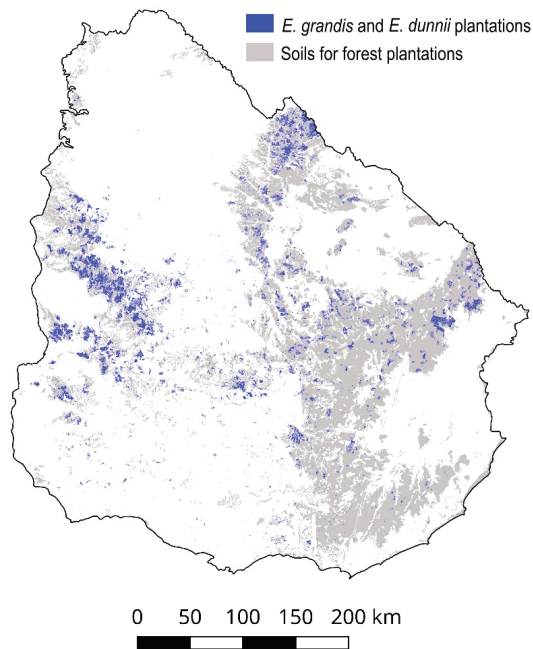 E. grandis and E. dunnii plantations
Soils for forest plantations
0 50 100 150 200 km